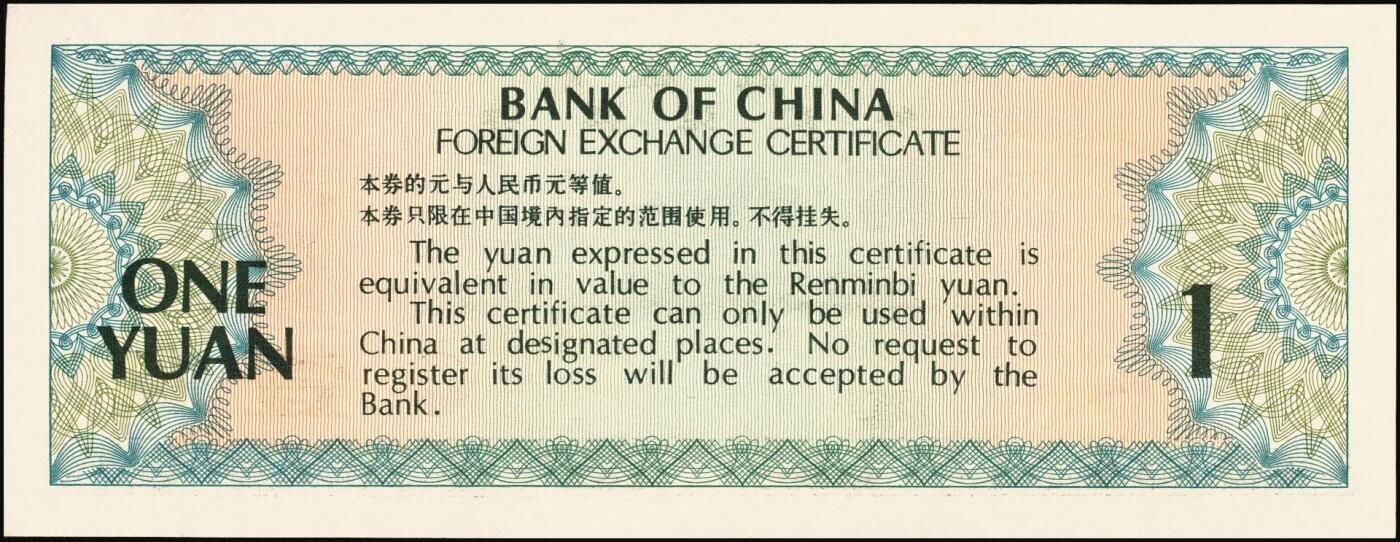 BANK OF CHINA
FOREIGN EXCHANGE CERTIFICATE
本券的元与人民币元等值。
本券只限在中国境内指定的范围使用。不得挂失。
The yuan expressed in this certificate is
equivalent in value to the Renminbi yuan.
This certificate can only be used within
China at designated places. No request to
register its loss will be accepted by the
Bank.
ONE
YUAN
1